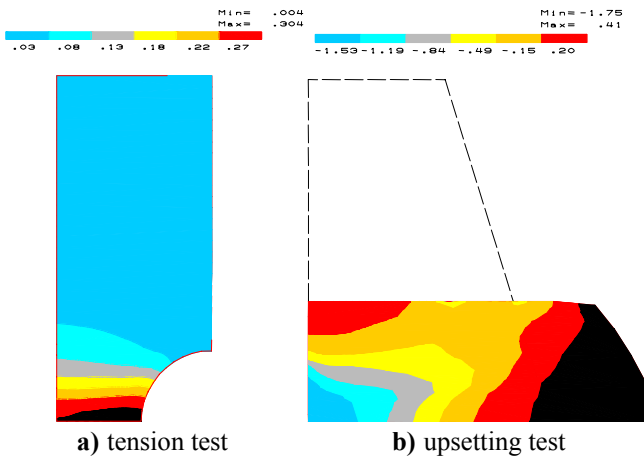 Min= .004
Max= .304
.03 .08 .13 .18 .22 .27
Min=-1.75
Max= .41
-1.53 -1.19 -.84 -.49 -.15 .20
a) tension test
b) upsetting test